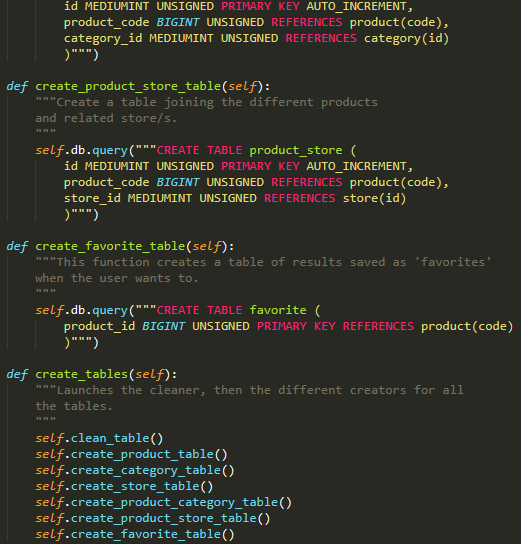 id MEDIUMINT UNSIGNED PRIMARY KEY AUTO_INCREMENT,
product_code BIGINT UNSIGNED REFERENCES product(code),
category_id MEDIUMINT UNSIGNED REFERENCES category(id)
)""")
def create_product_store_table(self):
"""Create a table joining the different products
and related store/s.
"""
self.db.query("""CREATE TABLE product_store (
id MEDIUMINT UNSIGNED PRIMARY KEY AUTO_INCREMENT,
product_code BIGINT UNSIGNED REFERENCES product(code),
store_id MEDIUMINT UNSIGNED REFERENCES store(id)
)""")
def create_favorite_table(self):
"""This function creates a table of results saved as 'favorites'
when the user wants to.
"""
self.db.query("""CREATE TABLE favorite (
product_id BIGINT UNSIGNED PRIMARY KEY REFERENCES product(code)
)""")
def create_tables(self):
"""Launches the cleaner, then the different creators for all
the tables.
"""
self.clean_table()
self.create_product_table()
self.create_category_table()
self.create_store_table()
self.create_product_category_table()
self.create_product_store_table()
self.create_favorite_table()